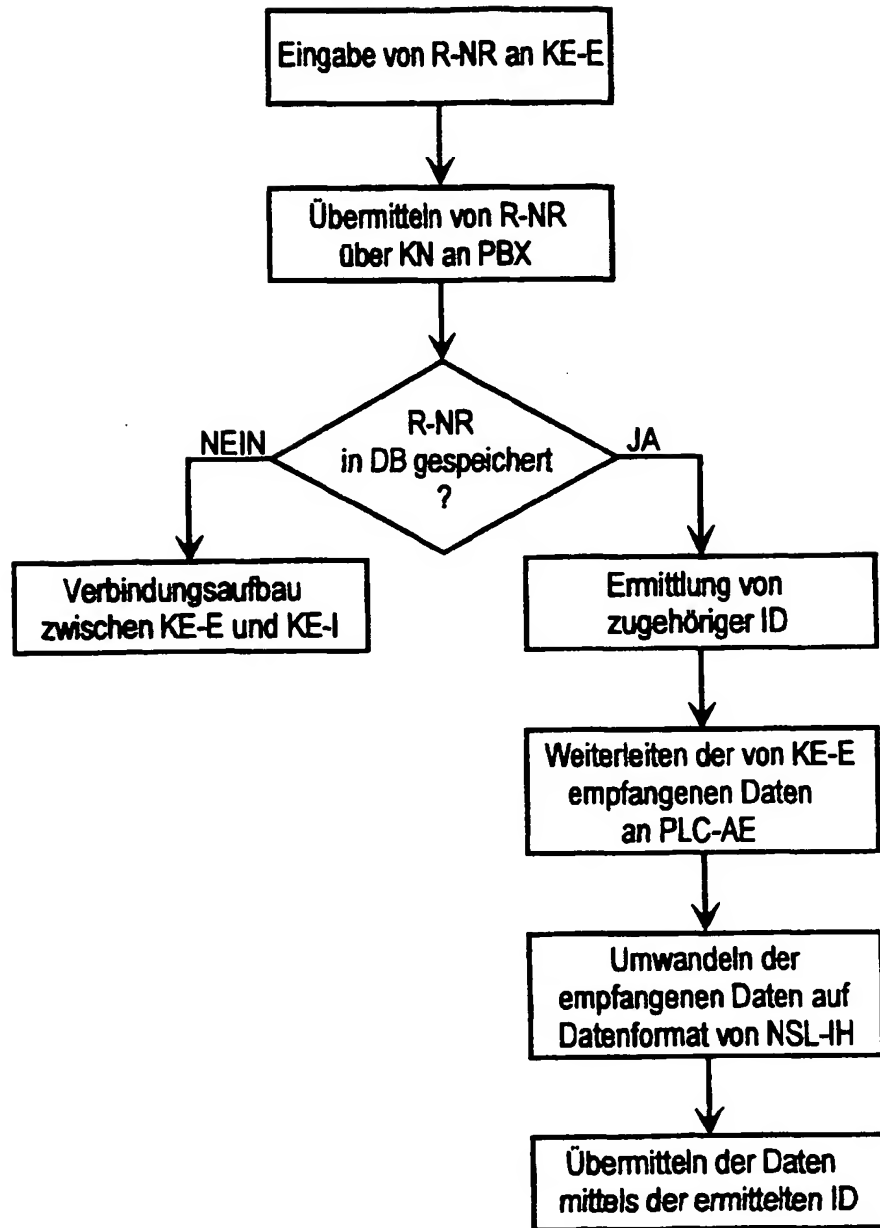 Eingabe von R-NR an KE-E
Übermitteln von R-NR
über KN an PBX
R-NR
in DB gespeichert
?
NEIN
JA
Verbindungsaufbau
zwischen KE-E und KE-I
Ermittlung von
zugehöriger ID
Weiterleiten der von KE-E
empfangenen Daten
an PLC-AE
Umwandeln der
empfangenen Daten auf
Datenformat von NSL-IH
Übermitteln der Daten
mittels der ermittelten ID